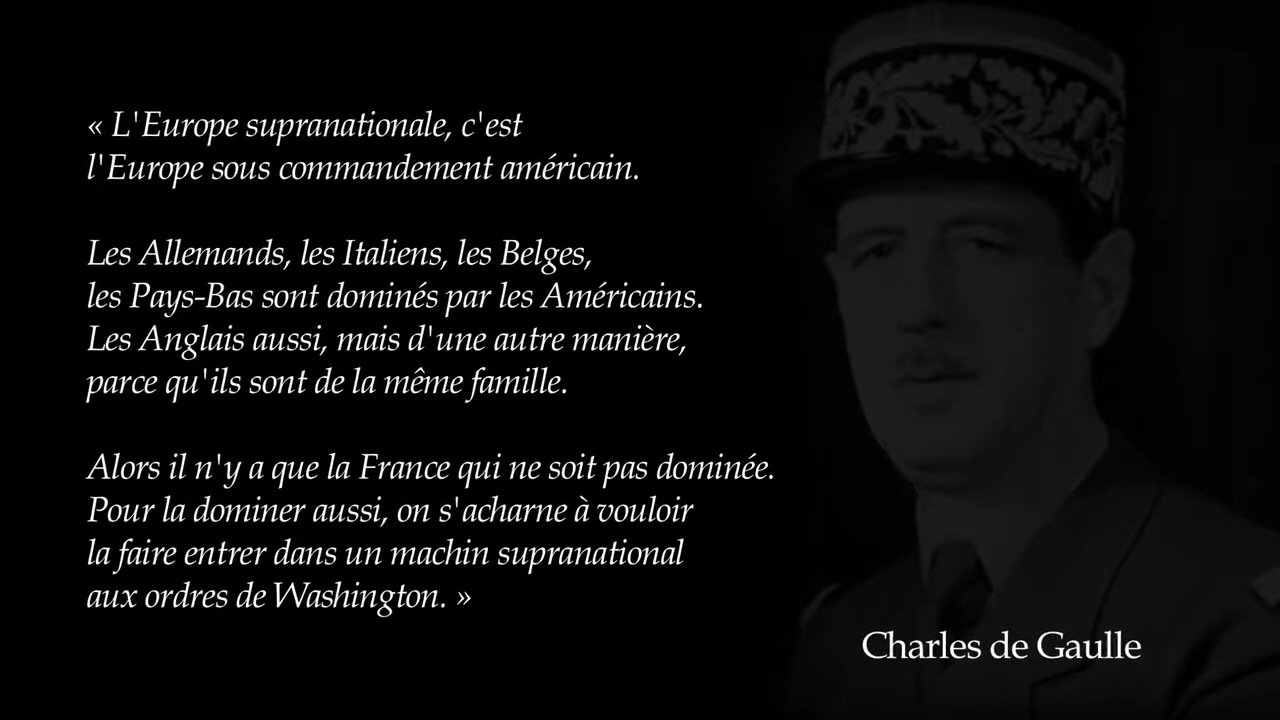 « L'Europe supranationale, c'est
l'Europe sous commandement américain.
Les Allemands, les Italiens, les Belges,
les Pays-Bas sont dominés par les Américains.
Les Anglais aussi, mais d'une autre manière,
parce qu'ils sont de la même famille.
Alors il n'y a que la France qui ne soit pas dominée.
Pour la dominer aussi, on s'acharne à vouloir
la faire entrer dans un machin supranational
aux ordres de Washington. »
Charles de Gaulle